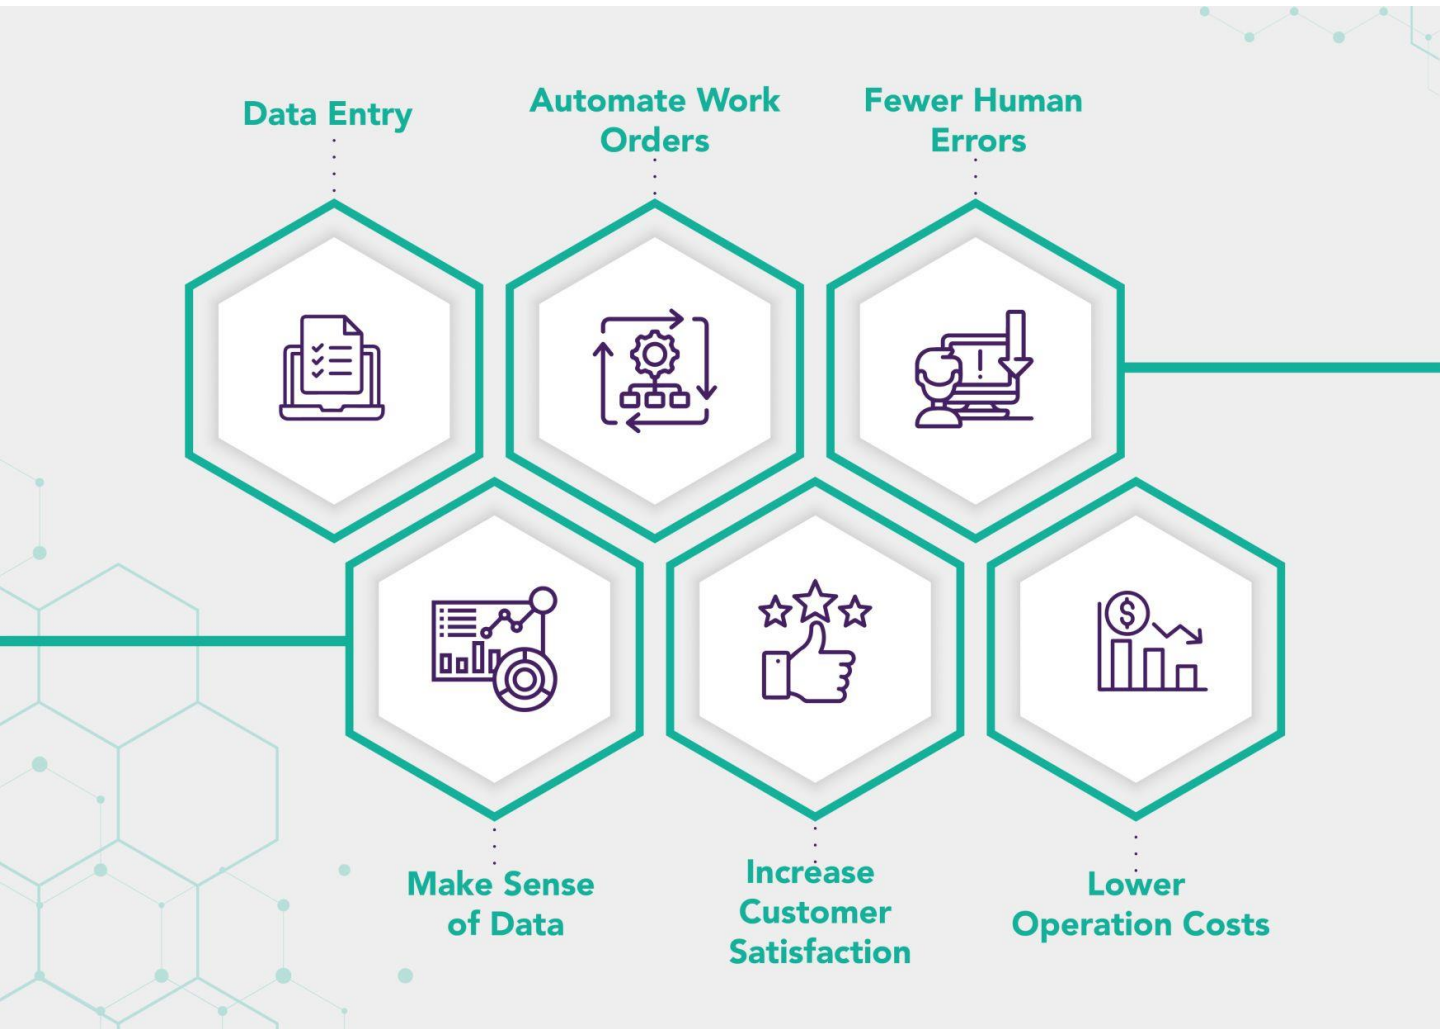 Data Entry
Automate Work
Orders
Fewer Human
Errors
Make Sense
of Data
Increase
Customer
Satisfaction
Lower
Operation Costs